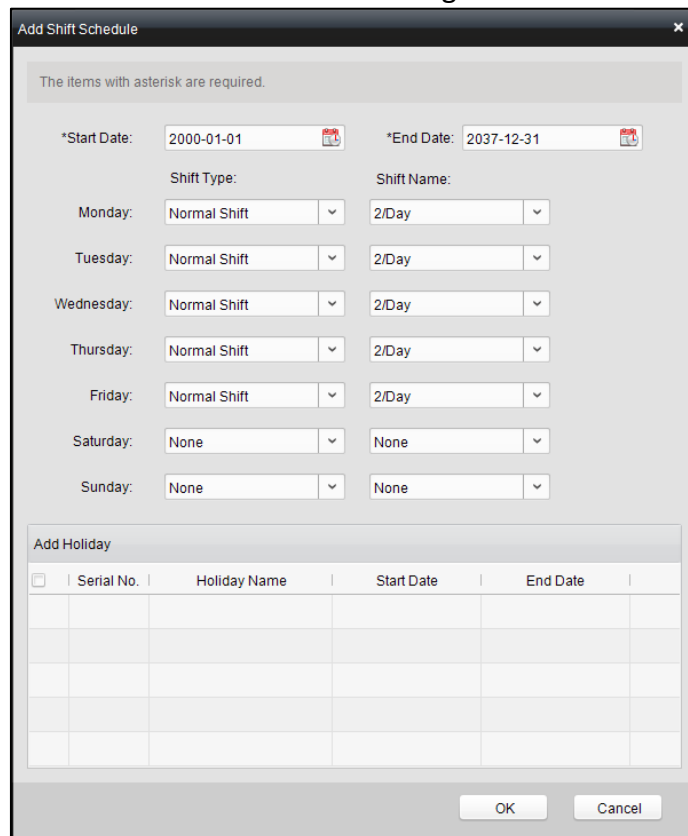 Add Shift Schedule
The items with asterisk are required.
*Start Date: 2000-01-01 *End Date: 2037-12-31
Shift Type: Shift Name:
Monday: Normal Shift 2/Day
Tuesday: Normal Shift 2/Day
Wednesday: Normal Shift 2/Day
Thursday: Normal Shift 2/Day
Friday: Normal Shift 2/Day
Saturday: None None
Sunday: None None
Add Holiday
Serial No. Holiday Name Start Date End Date
OK Cancel